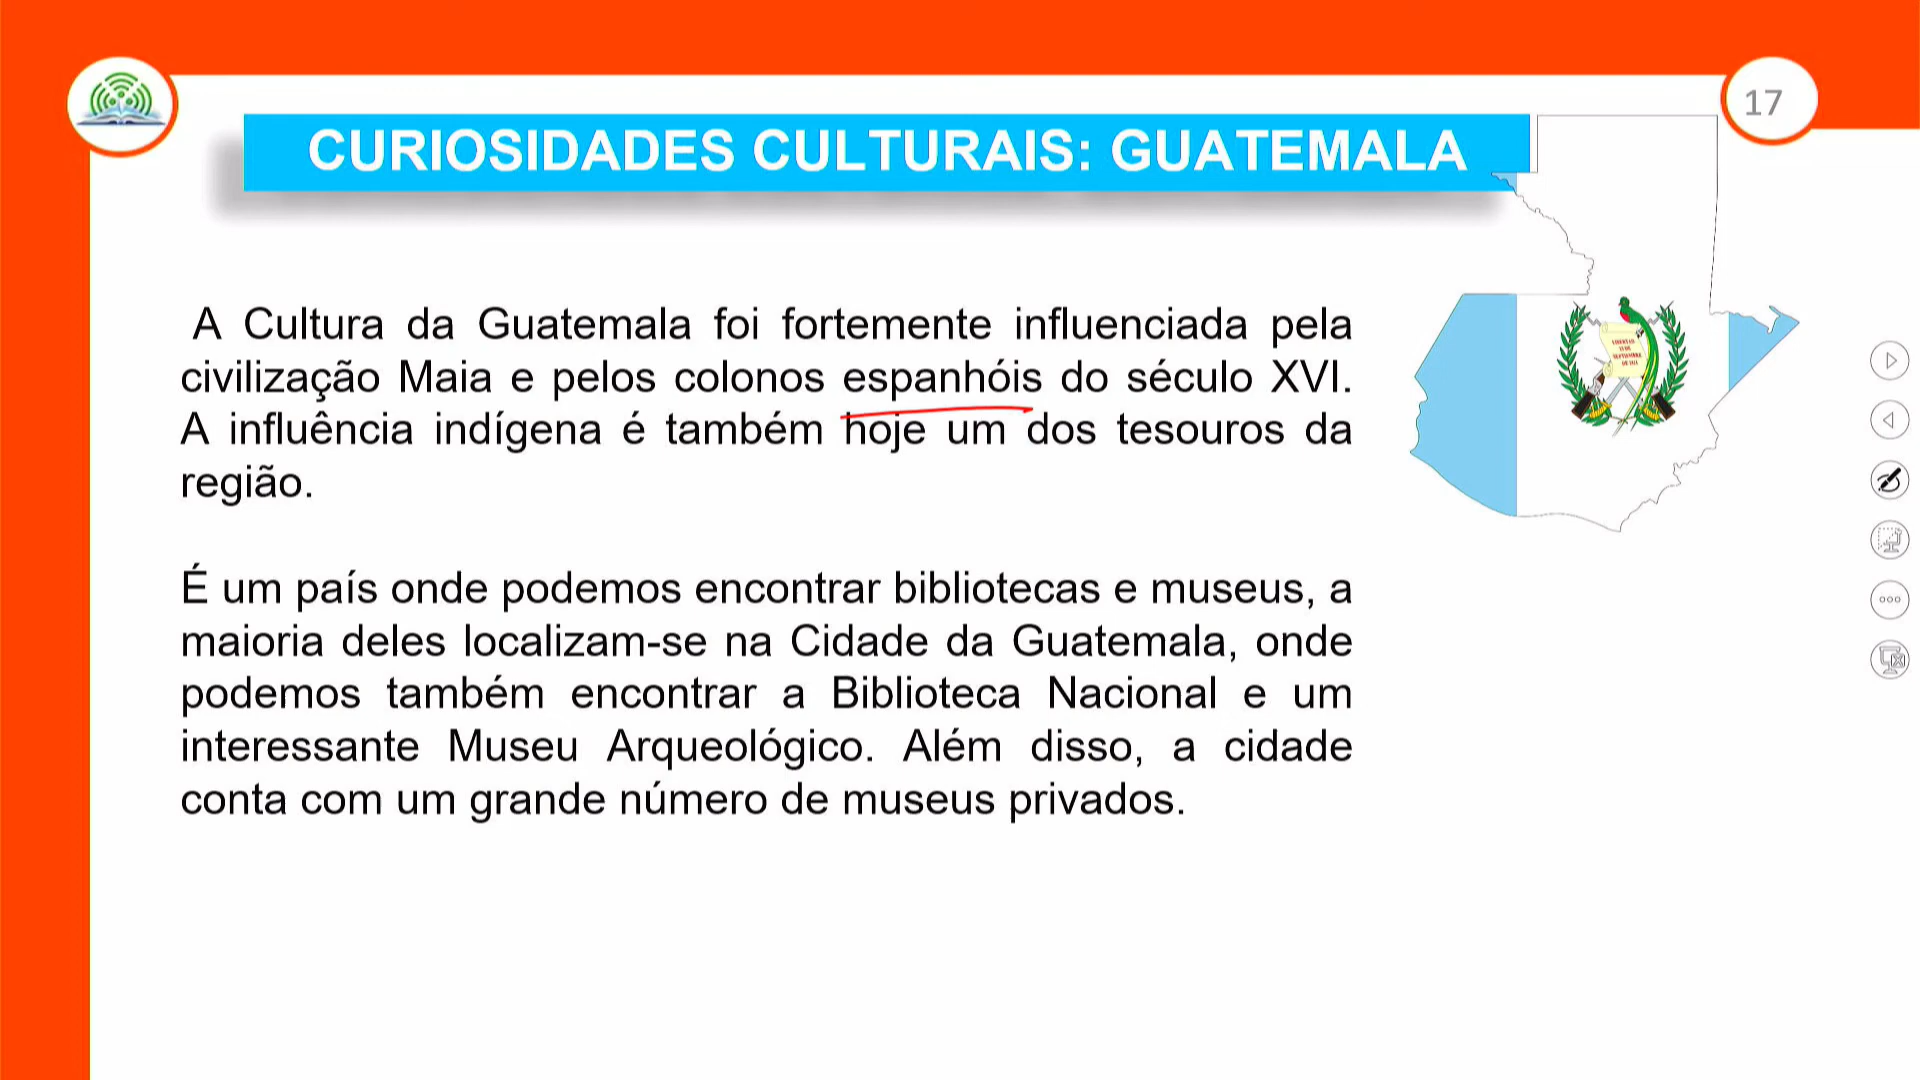 17
CURIOSIDADES CULTURAIS: GUATEMALA
A Cultura da Guatemala foi fortemente influenciada pela
civilização Maia e pelos colonos espanhóis do século XVI.
A influência indígena é também hoje um dos tesouros da
região.
É um país onde podemos encontrar bibliotecas e museus, a
maioria deles localizam-se na Cidade da Guatemala, onde
podemos também encontrar a Biblioteca Nacional e um
interessante Museu Arqueológico. Além disso, a cidade
conta com um grande número de museus privados.